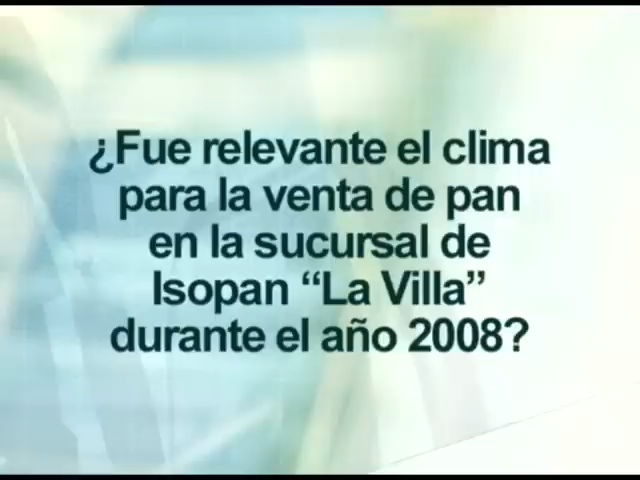 ¿Fue relevante el clima
para la venta de pan
en la sucursal de
Isopan “La Villa”
durante el año 2008?